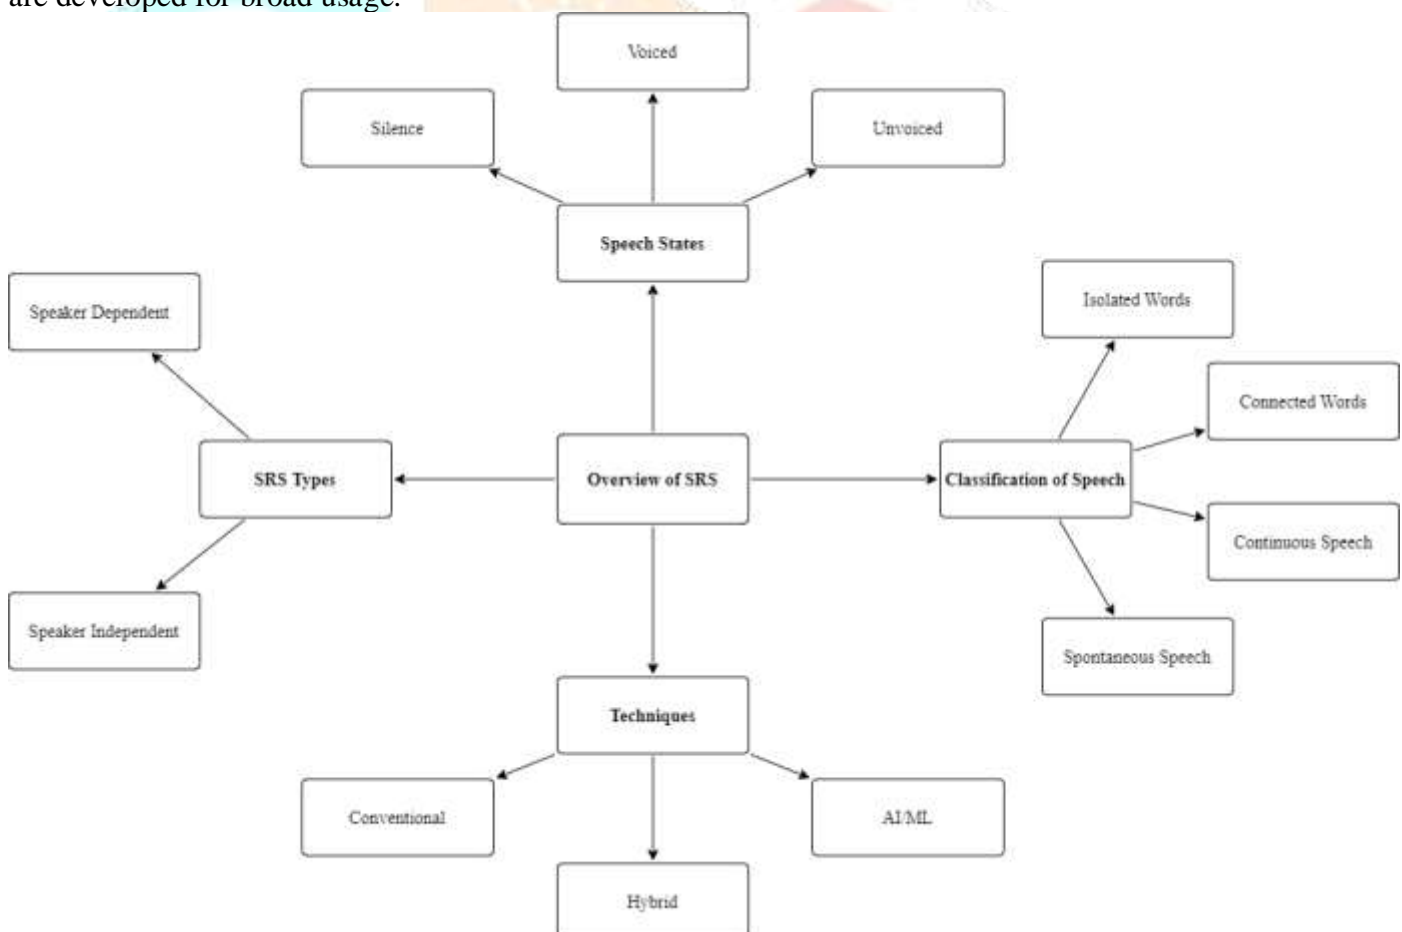 are developed for broad usage.
Voiced
Silence
Unvoiced
Speech States
Speaker Dependent
Isolated Words
Connected Words
SRS Types
Overview of SRS
Classification of Speech
Continuous Speech
Speaker Independent
Spontaneous Speech
Techniques
Conventional
AI/ML
Hybrid